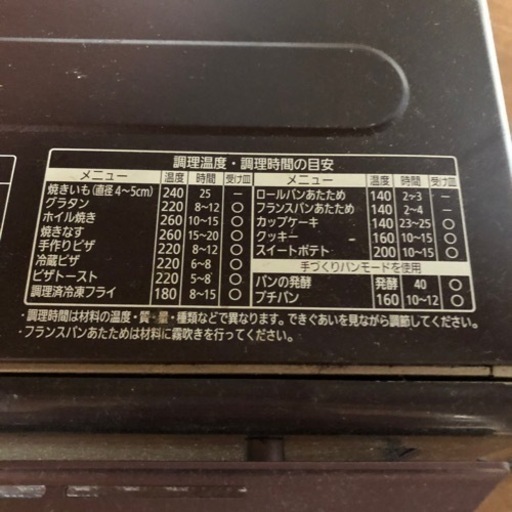 調理温度・調理時間の目安
メニュー 温度 時間 受け皿
焼きいも(直径4～5cm) 240 25 －
グラタン 220 8～12 ○
ホイル焼き 260 10～15 ○
焼きなす 260 15～20 ○
手作りピザ 220 8～12 ○
冷蔵ピザ 220 6～8 ○
ピザトースト 220 5～8 ○
調理済冷凍フライ 180 8～15 ○
メニュー 温度 時間 受け皿
ロールパンあたため 140 2～3 －
フランスパンあたため 140 2～4 －
カップケーキ 140 23～25 ○
クッキー 160 10～15 ○
スイートポテト 200 10～15 ○
手づくりパンモードを使用
パンの発酵 発酵 40 ○
プチパン 160 10～12 ○
・調理時間は材料の温度・質・量・種類などで異なります。できぐあいを見ながら調節してください。
・フランスパンあたためは材料に霧吹きを行ってください。